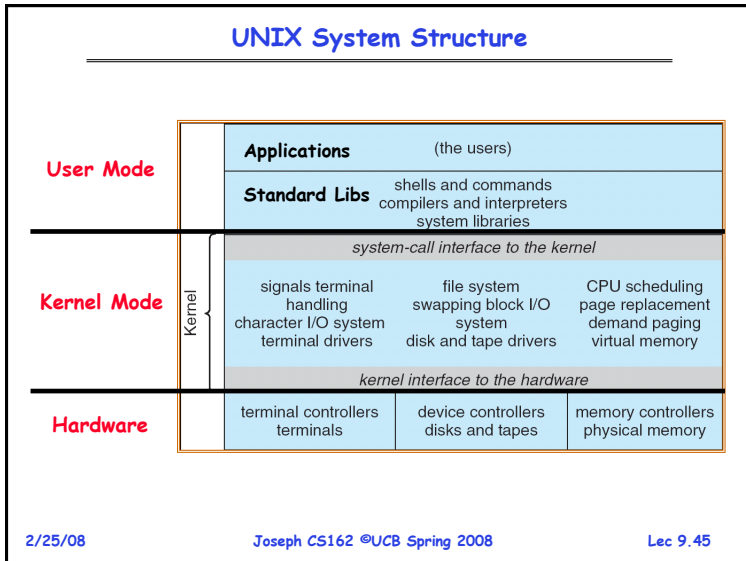 UNIX System Structure
User Mode
Applications
(the users)
Standard Libs
shells and commands
compilers and interpreters
system libraries
Kernel Mode
Kernel
system-call interface to the kernel
signals terminal
handling
character I/O system
terminal drivers
file system
swapping block I/O
system
disk and tape drivers
CPU scheduling
page replacement
demand paging
virtual memory
kernel interface to the hardware
Hardware
terminal controllers
terminals
device controllers
disks and tapes
memory controllers
physical memory
2/25/08
Joseph CS162 ©UCB Spring 2008
Lec 9.45